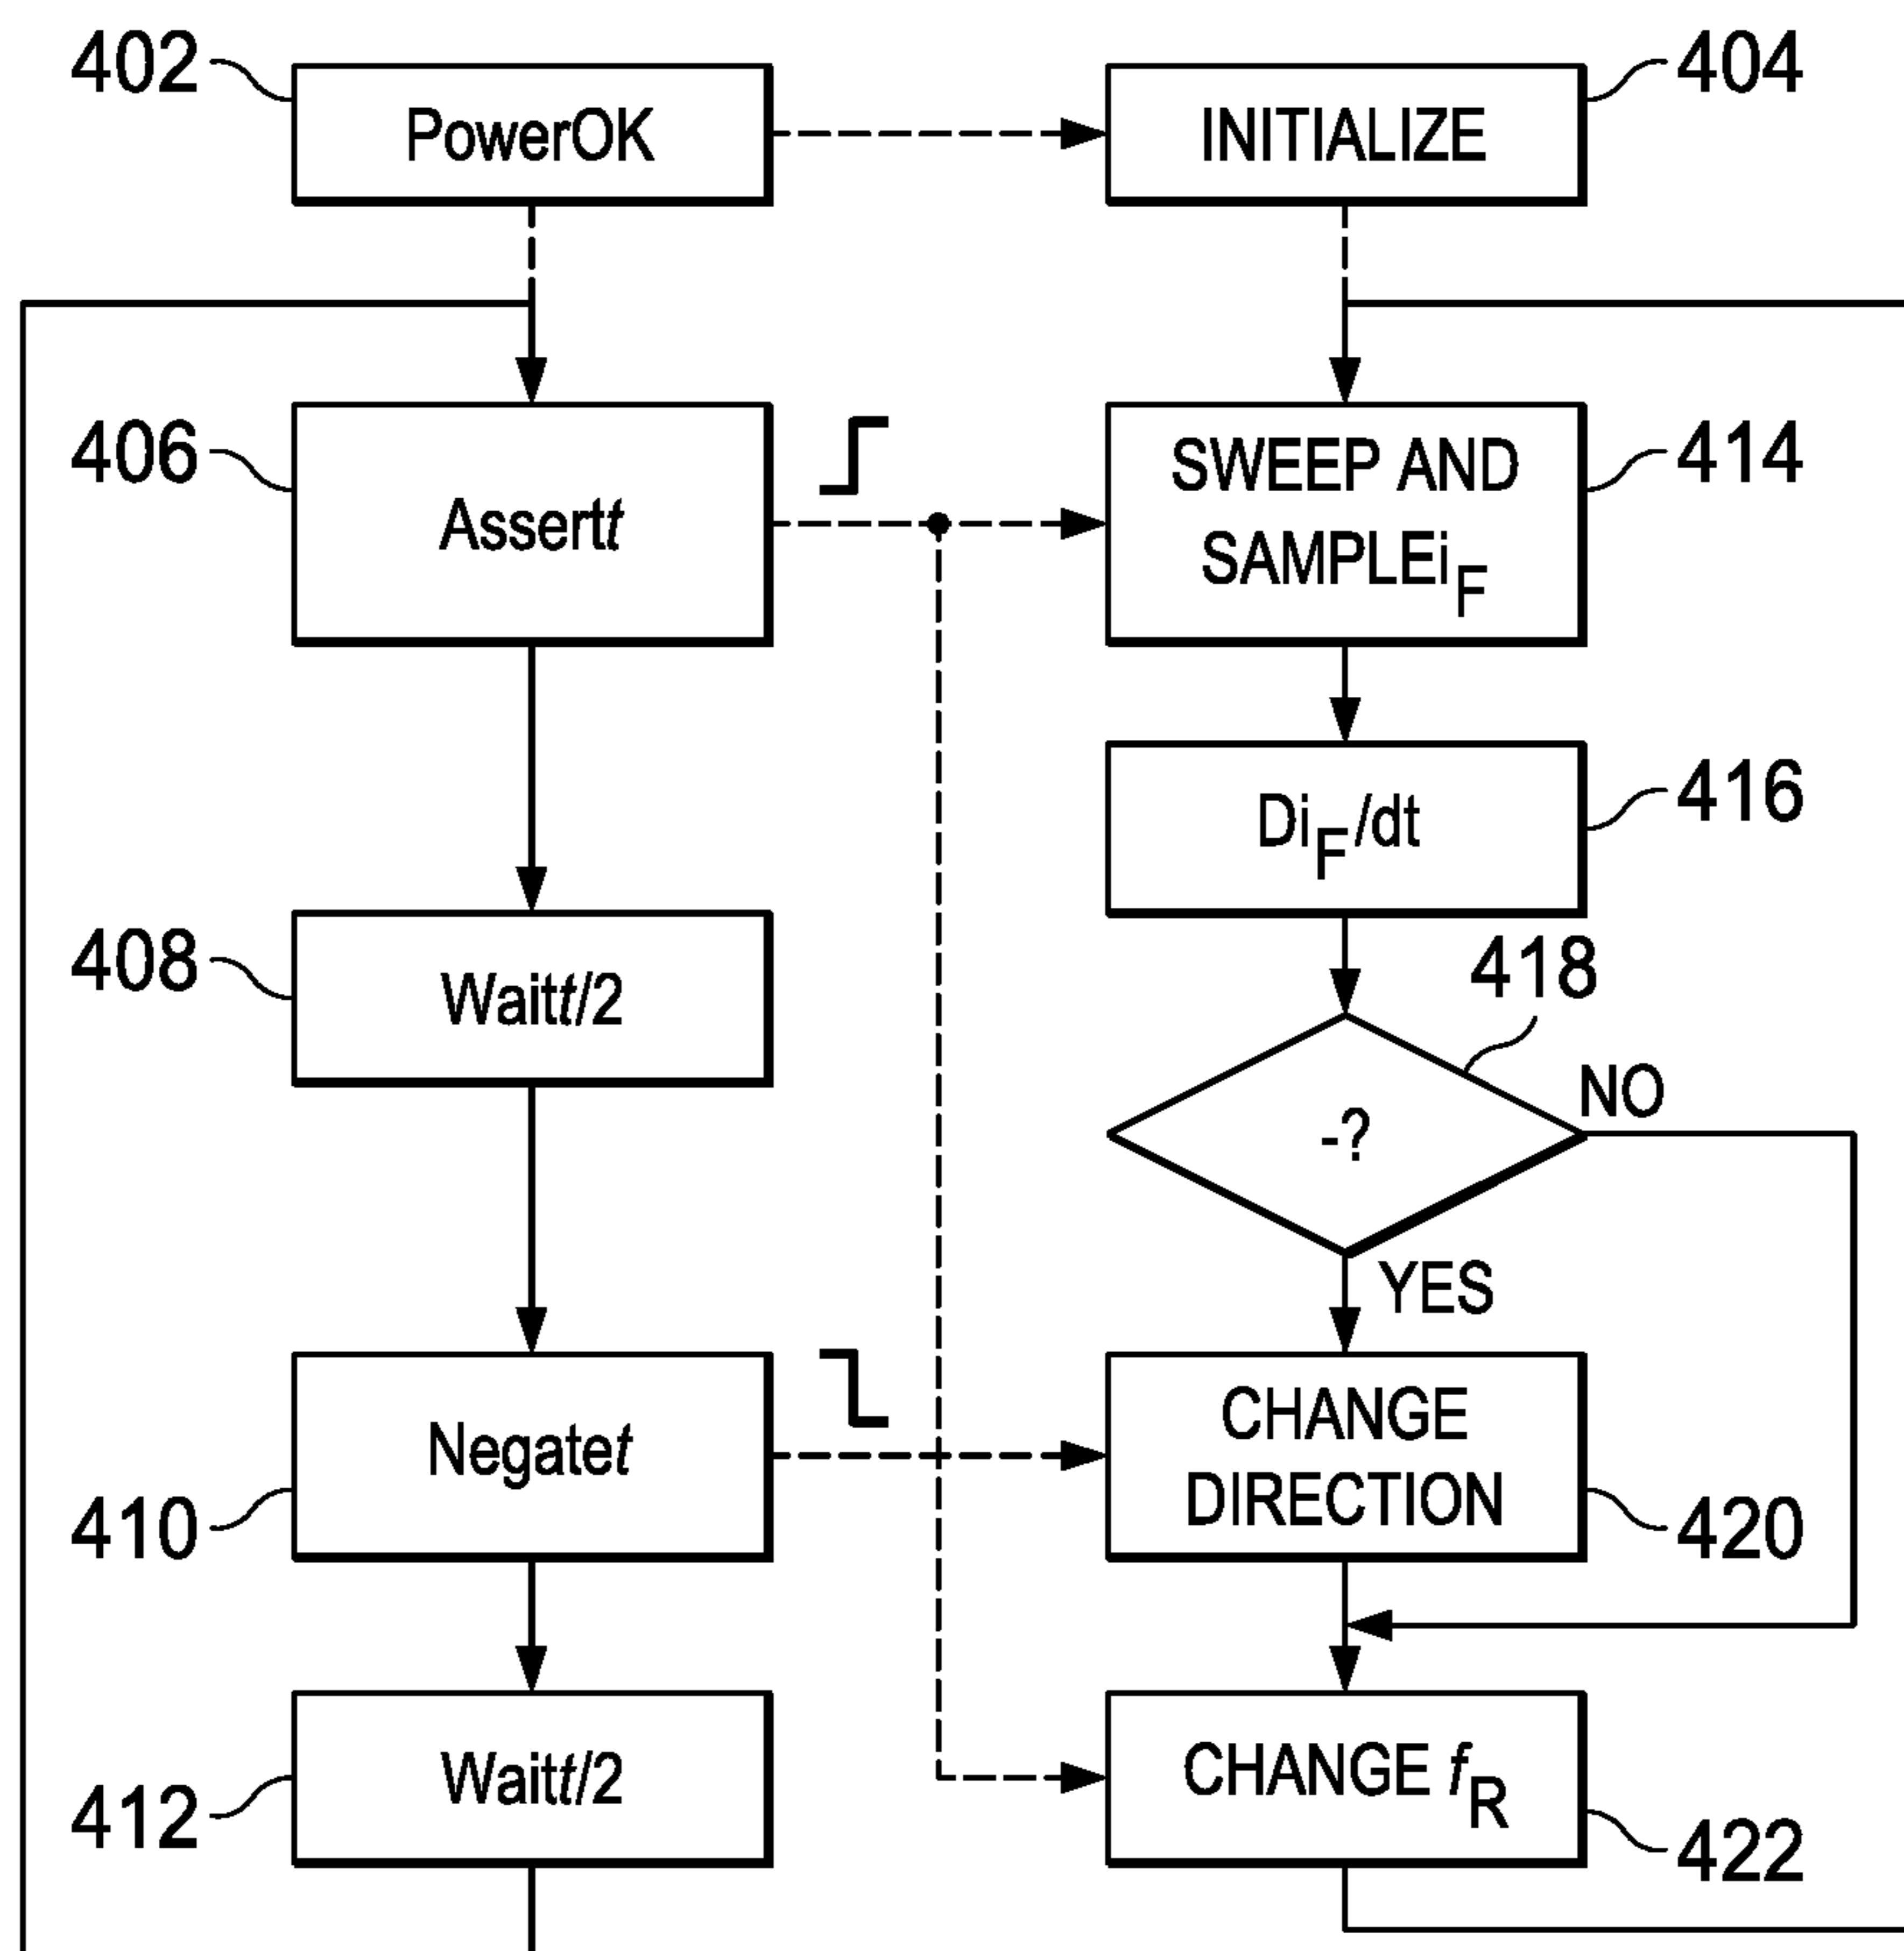 402
PowerOK
INITIALIZE
404
406
Assertt
SWEEP AND
SAMPLEiF
414
DiF/dt
416
408
Waitt/2
418
-?
NO
YES
410
Negatet
CHANGE
DIRECTION
420
412
Waitt/2
CHANGE fR
422